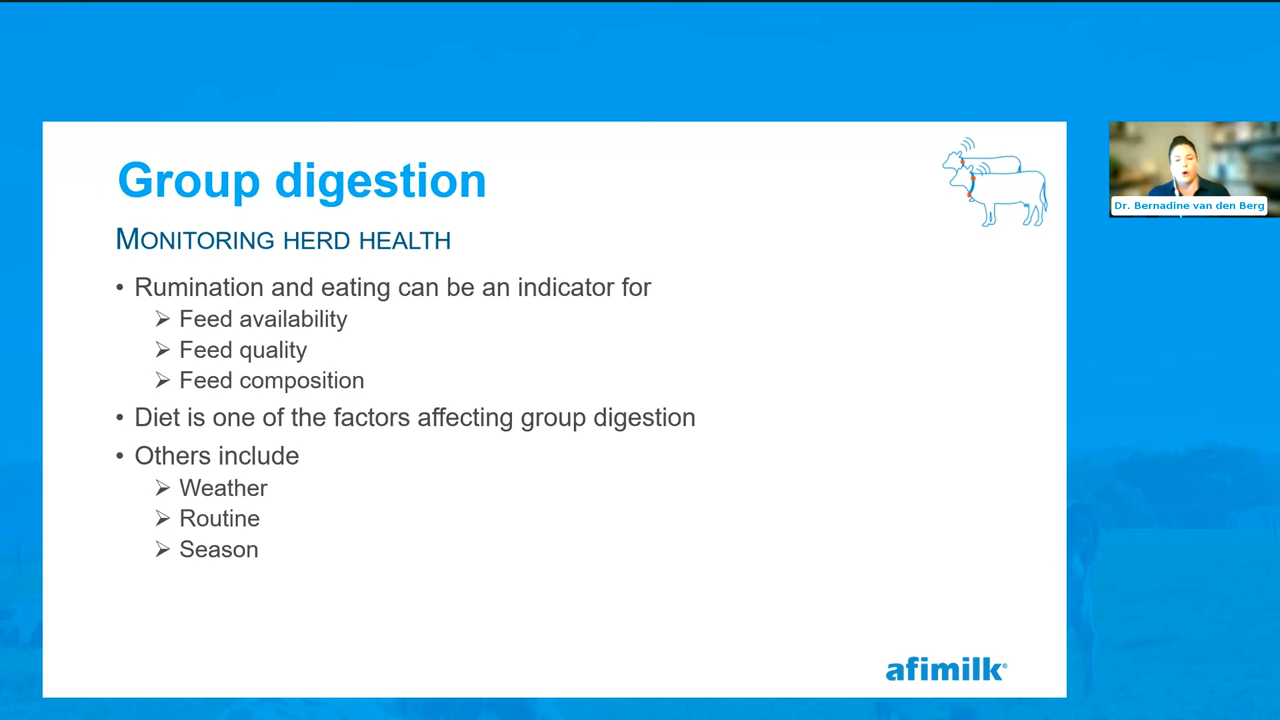 Group digestion
MONITORING HERD HEALTH
• Rumination and eating can be an indicator for
➢ Feed availability
➢ Feed quality
➢ Feed composition
• Diet is one of the factors affecting group digestion
• Others include
➢ Weather
➢ Routine
➢ Season
Dr. Bernadine van den Berg
afimilk®